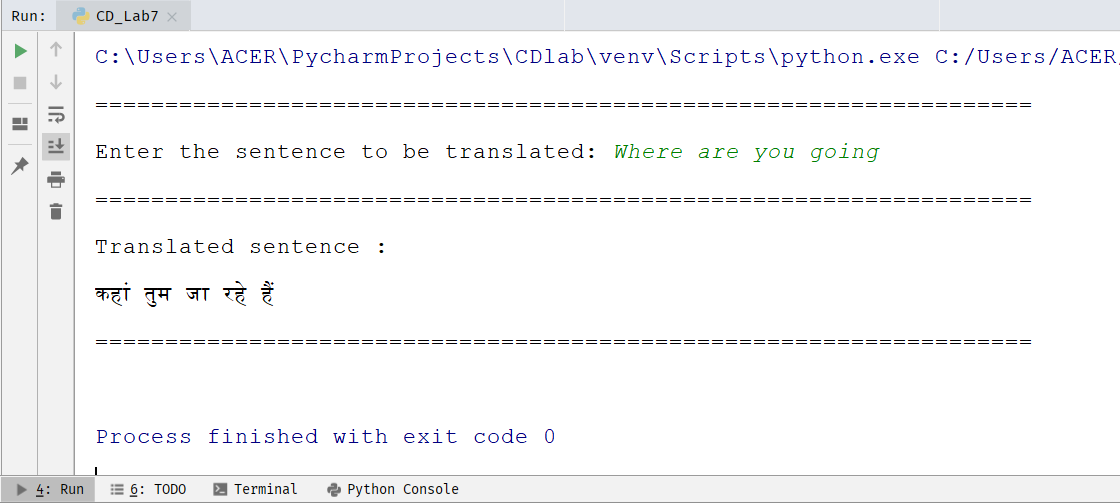 Run: CD_Lab7
C:\Users\ACER\PycharmProjects\CDlab\venv\Scripts\python.exe C:/Users/ACER
===================================================================
Enter the sentence to be translated: Where are you going
===================================================================
Translated sentence :
कहां तुम जा रहे हैं
===================================================================
Process finished with exit code 0
4: Run 6: TODO Terminal Python Console